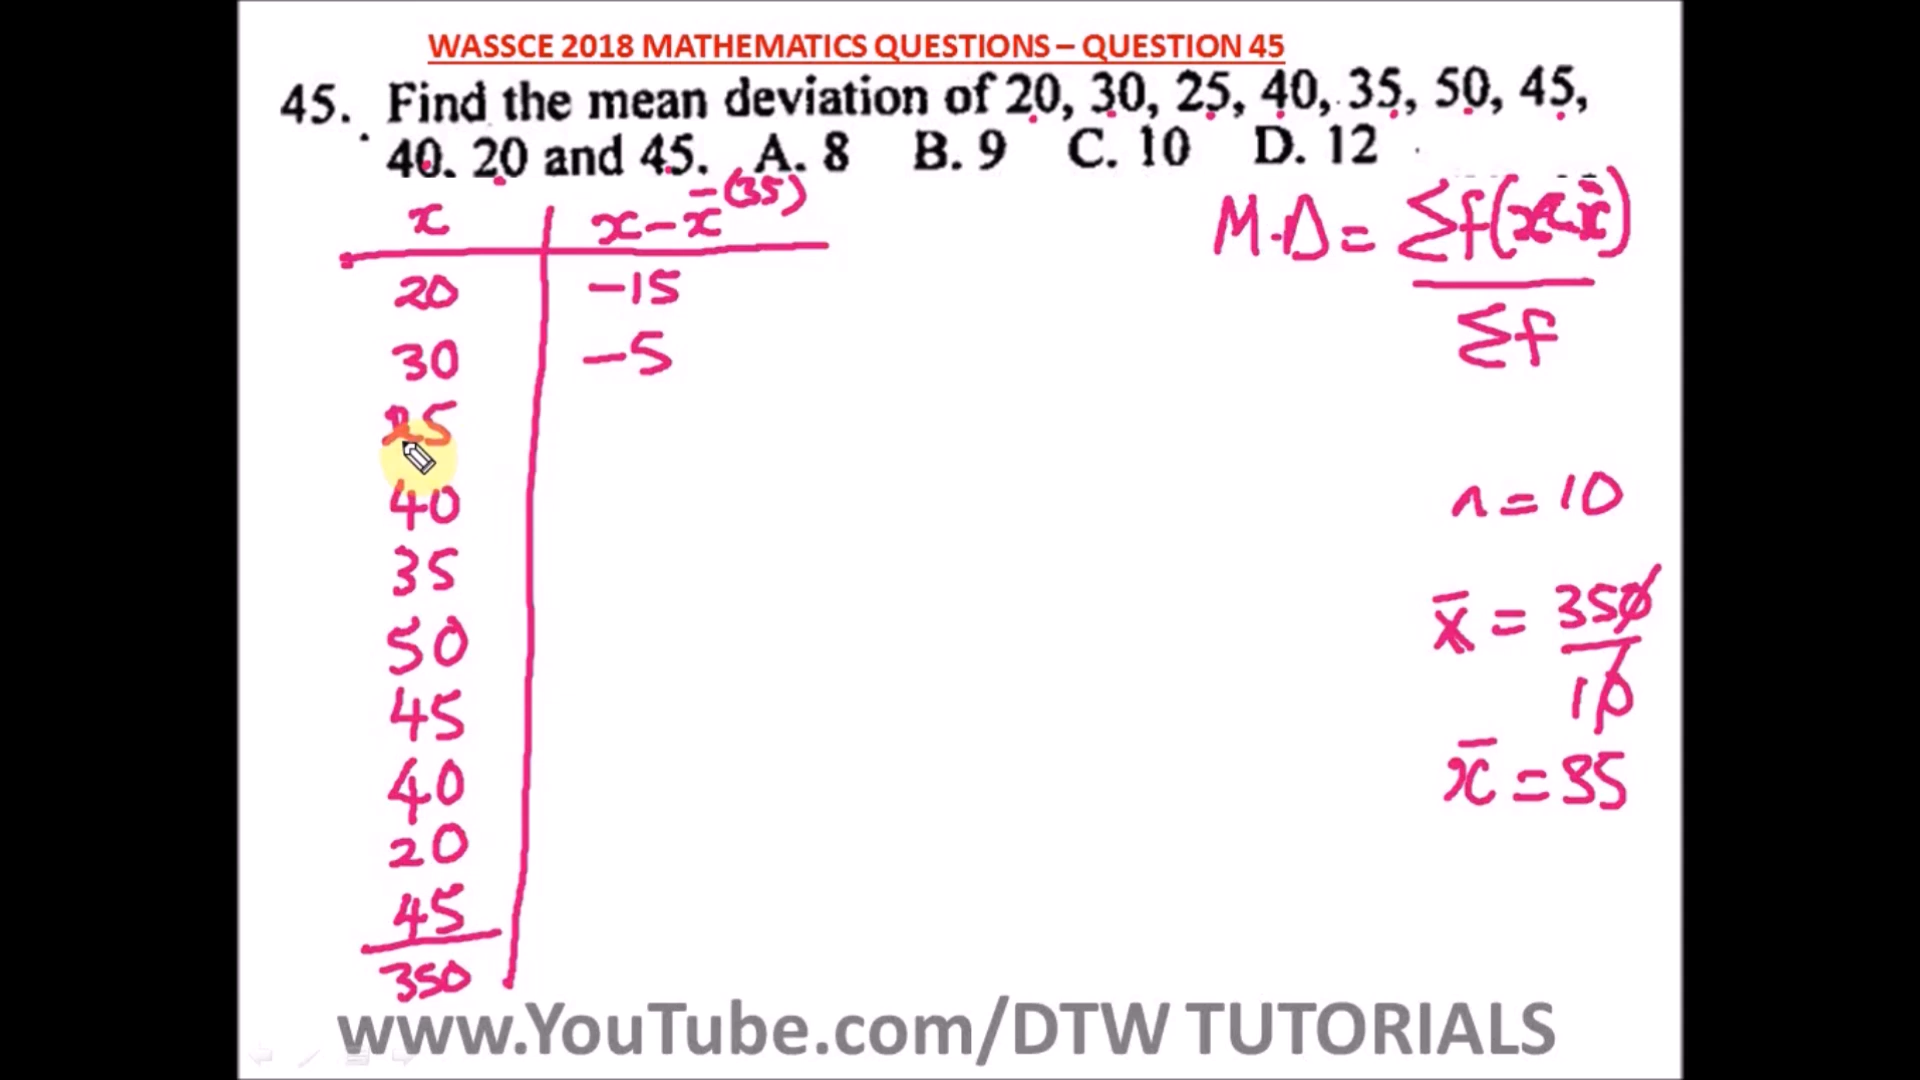 WASSCE 2018 MATHEMATICS QUESTIONS – QUESTION 45
45. Find the mean deviation of 20, 30, 25, 40, 35, 50, 45,
40, 20 and 45. A. 8 B. 9 C. 10 D. 12
x x – x̄ (35)
20 –15
30 –5
25
40
35
50
45
40
20
45
350
M.D = Σf(x – x̄)
Σf
n = 10
x̄ = 350
10
x̄ = 35
www.YouTube.com/DTW TUTORIALS